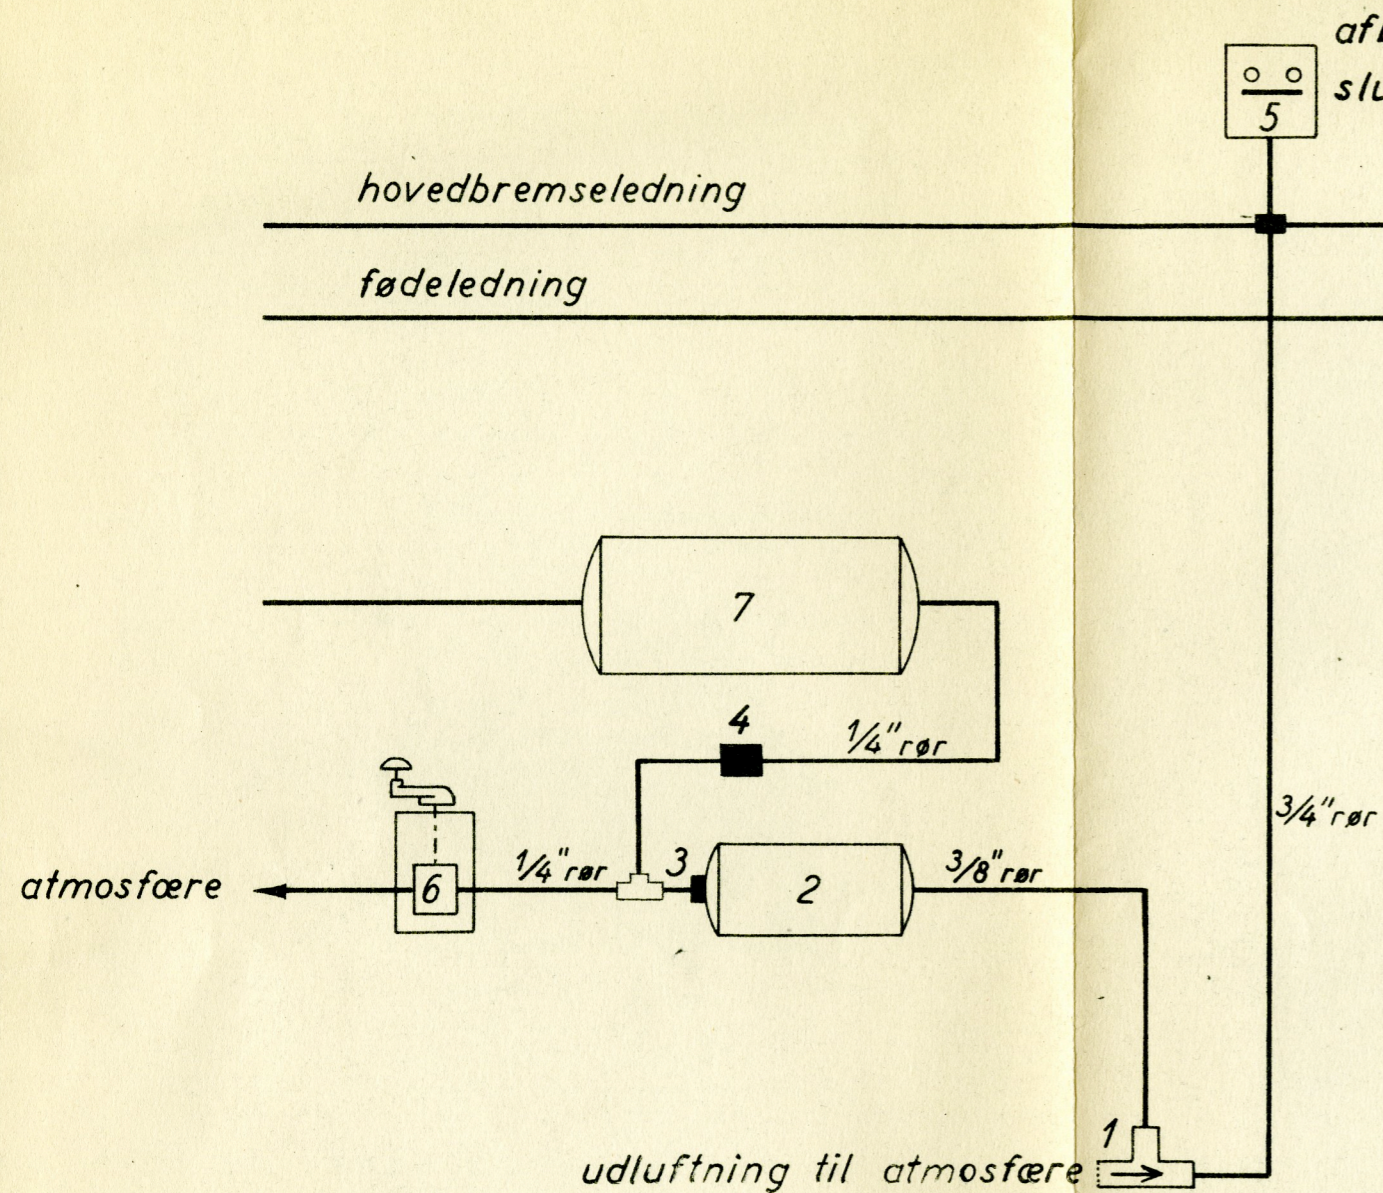 5
hovedbremseledning
fødeledning
7
4
1/4" rør
3/4" rør
atmosfære
6
1/4" rør
3
2
3/8" rør
1
udluftning til atmosfære